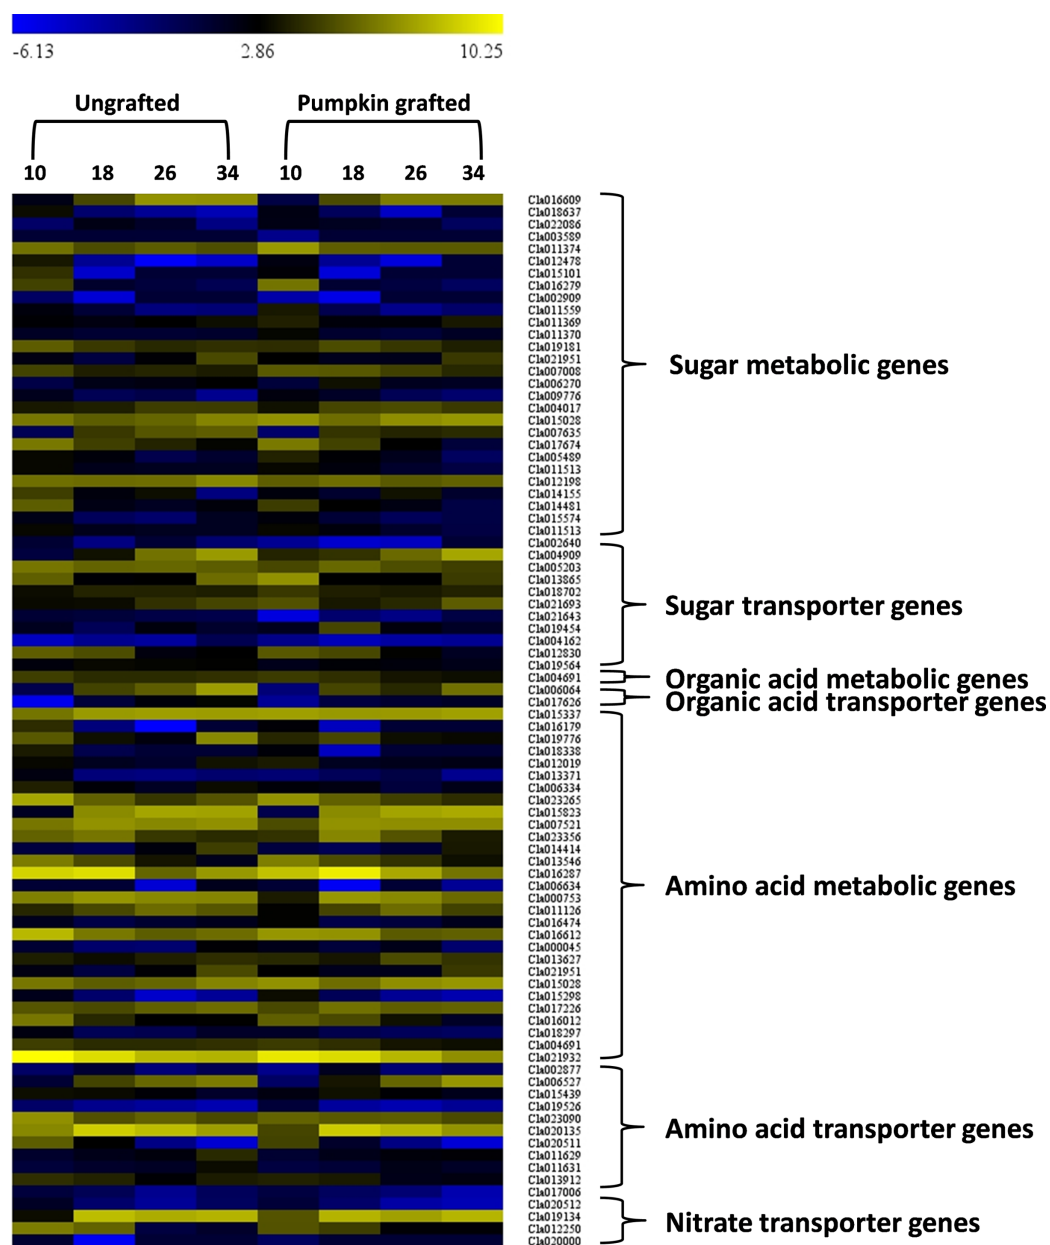 -6.13 2.86 10.25
Ungrafted Pumpkin grafted
10 18 26 34 10 18 26 34
Cla016609
Cla018637
Cla022086
Cla003589
Cla011374
Cla012478
Cla015101
Cla016279
Cla002909
Cla011559
Cla011369
Cla011370
Cla019181
Cla021951
Sugar metabolic genes
Cla007008
Cla006270
Cla009776
Cla004017
Cla015028
Cla007635
Cla017674
Cla005489
Cla011513
Cla012198
Cla014155
Cla014481
Cla015574
Cla011513
Cla002640
Cla004909
Cla005203
Cla013865
Cla018702
Cla021693
Sugar transporter genes
Cla021643
Cla019454
Cla004162
Cla012830
Cla019564
Cla004691
Organic acid metabolic genes
Cla006064
Cla017626
Organic acid transporter genes
Cla015337
Cla016179
Cla019776
Cla018338
Cla012019
Cla013371
Cla006334
Cla023265
Cla015823
Cla007521
Cla023356
Cla014414
Cla013546
Cla016287
Cla006634
Amino acid metabolic genes
Cla000753
Cla011126
Cla016474
Cla016612
Cla000045
Cla013627
Cla021951
Cla015028
Cla015298
Cla017226
Cla016012
Cla018297
Cla004691
Cla021932
Cla002877
Cla006527
Cla015439
Cla019526
Cla023090
Cla020135
Amino acid transporter genes
Cla020511
Cla011629
Cla011631
Cla013912
Cla017006
Cla020512
Cla019134
Nitrate transporter genes
Cla012250
Cla020000